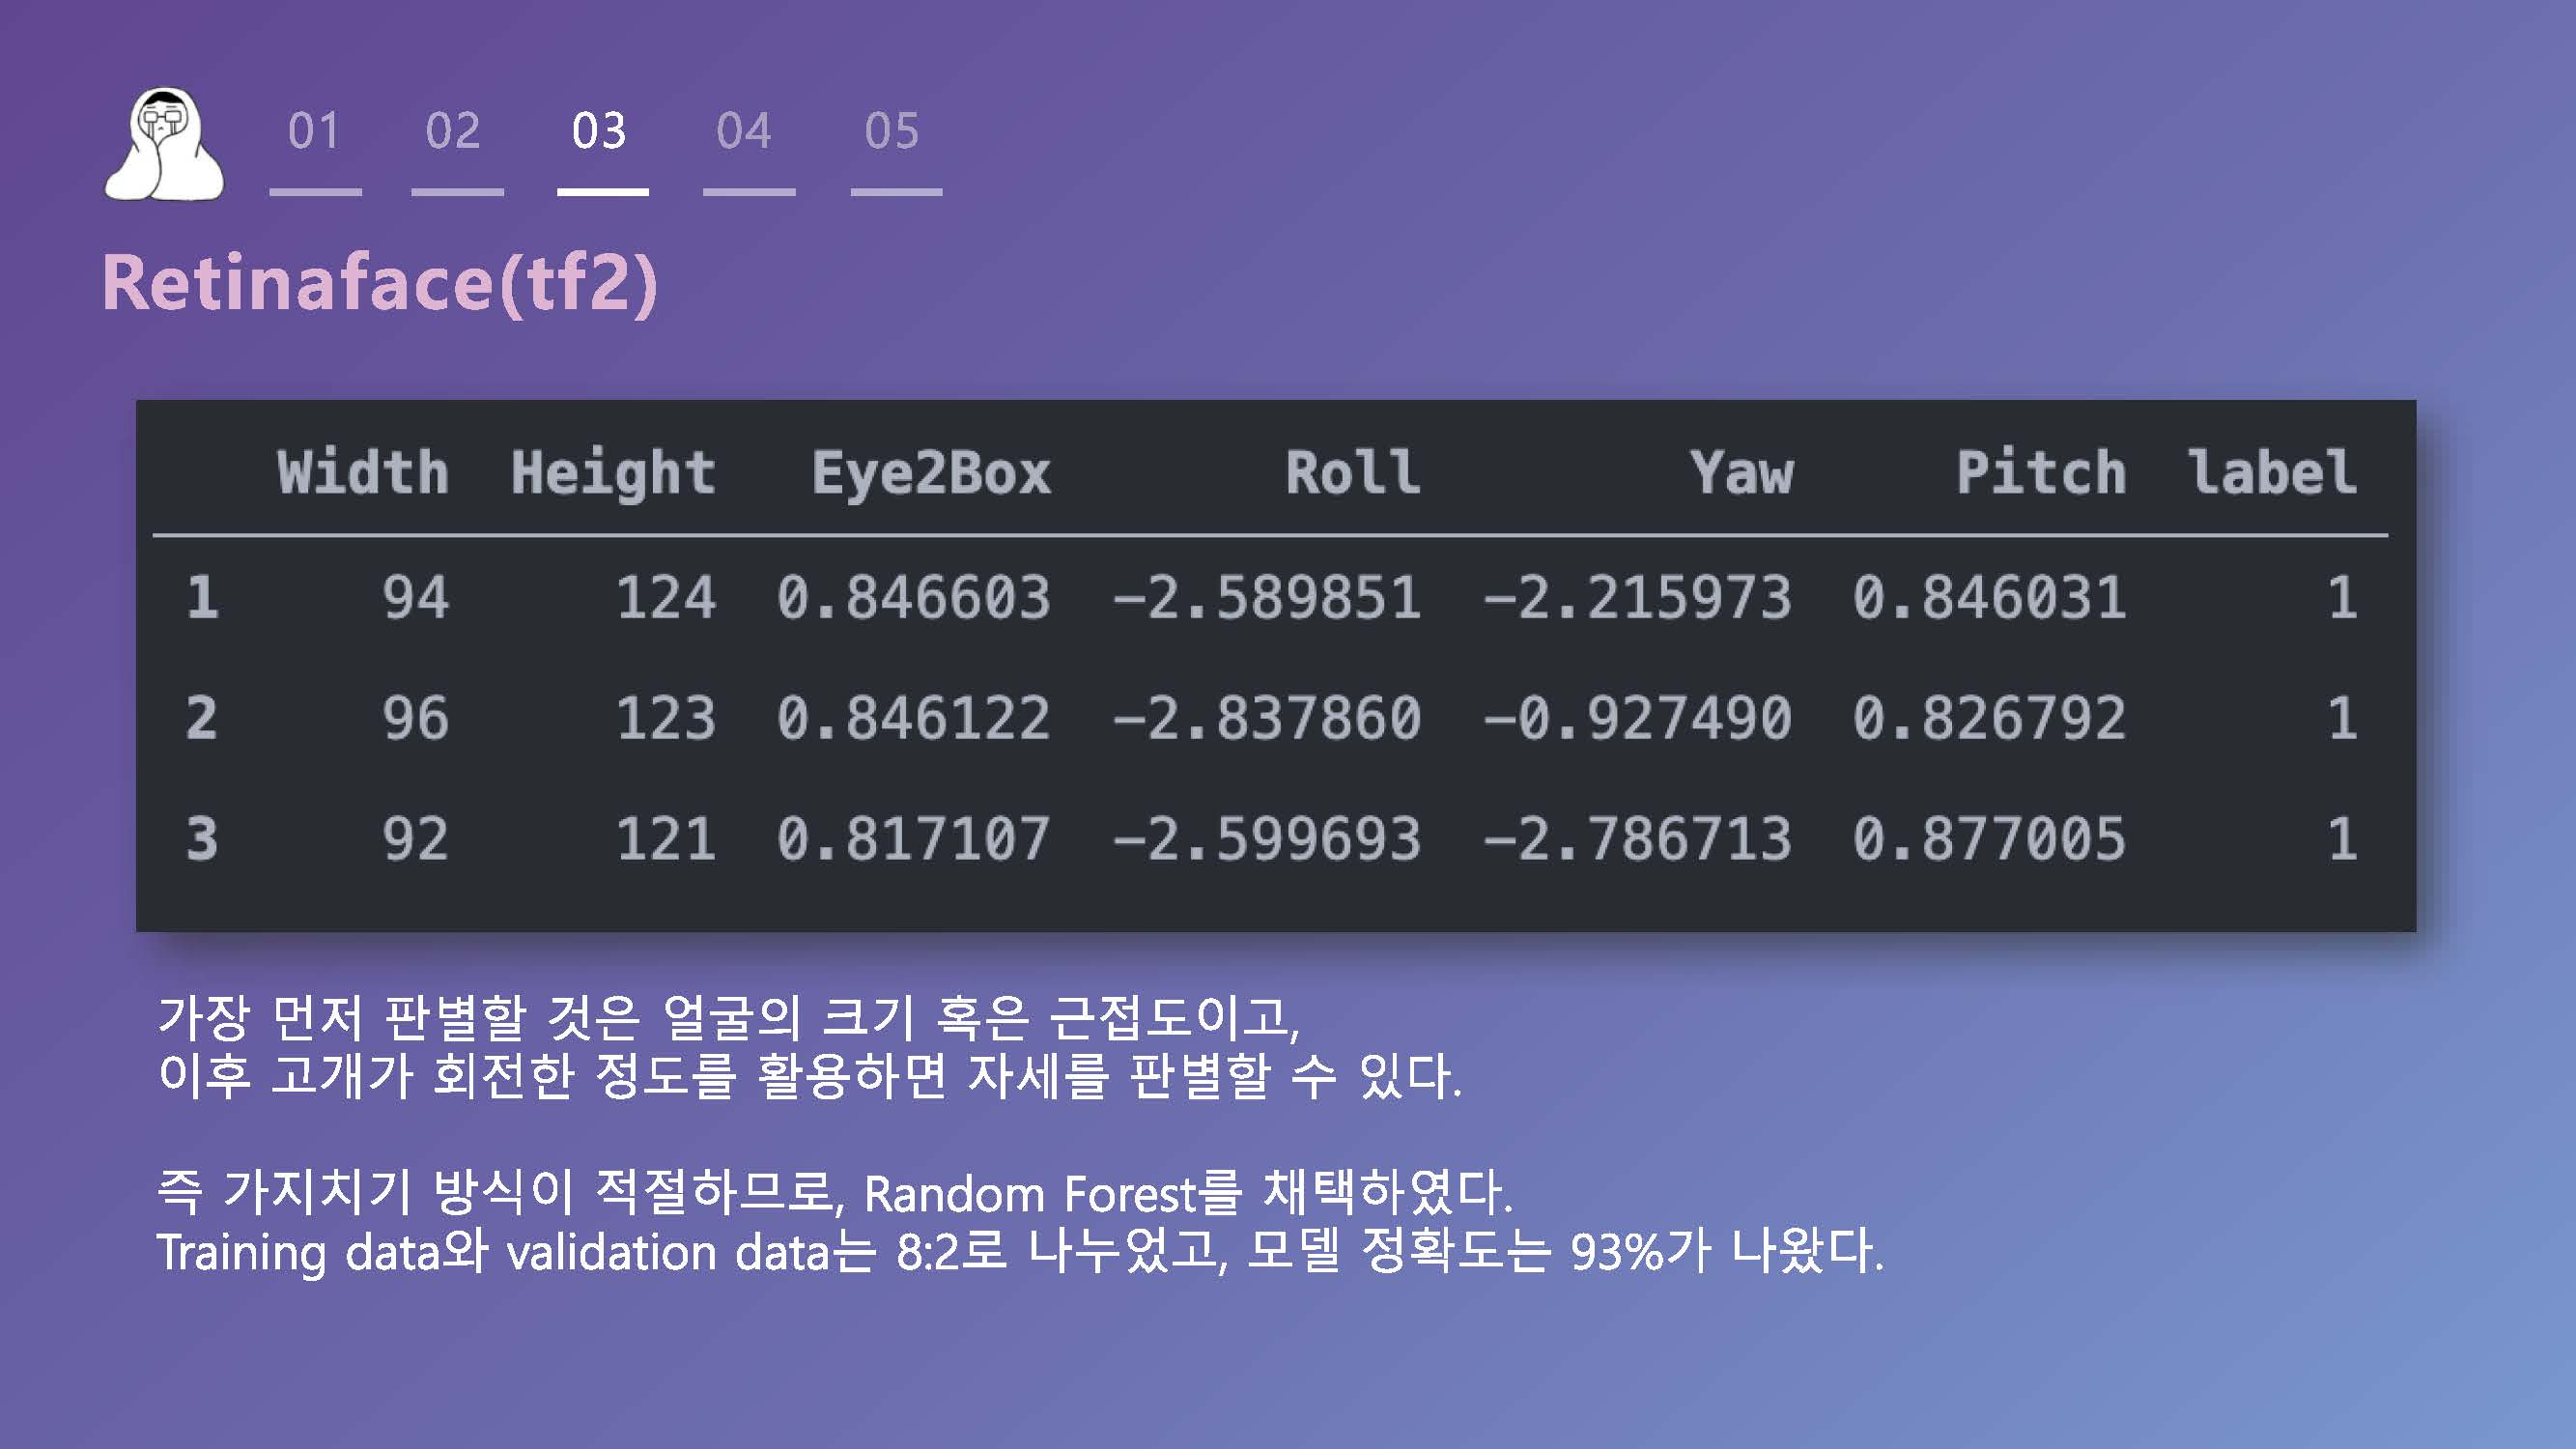 01 02 03 04 05
Retinaface(tf2)
Width Height Eye2Box Roll Yaw Pitch label
1 94 124 0.846603 −2.589851 −2.215973 0.846031 1
2 96 123 0.846122 −2.837860 −0.927490 0.826792 1
3 92 121 0.817107 −2.599693 −2.786713 0.877005 1
가장 먼저 판별할 것은 얼굴의 크기 혹은 근접도이고,
이후 고개가 회전한 정도를 활용하면 자세를 판별할 수 있다.
즉 가지치기 방식이 적절하므로, Random Forest를 채택하였다.
Training data와 validation data는 8:2로 나누었고, 모델 정확도는 93%가 나왔다.